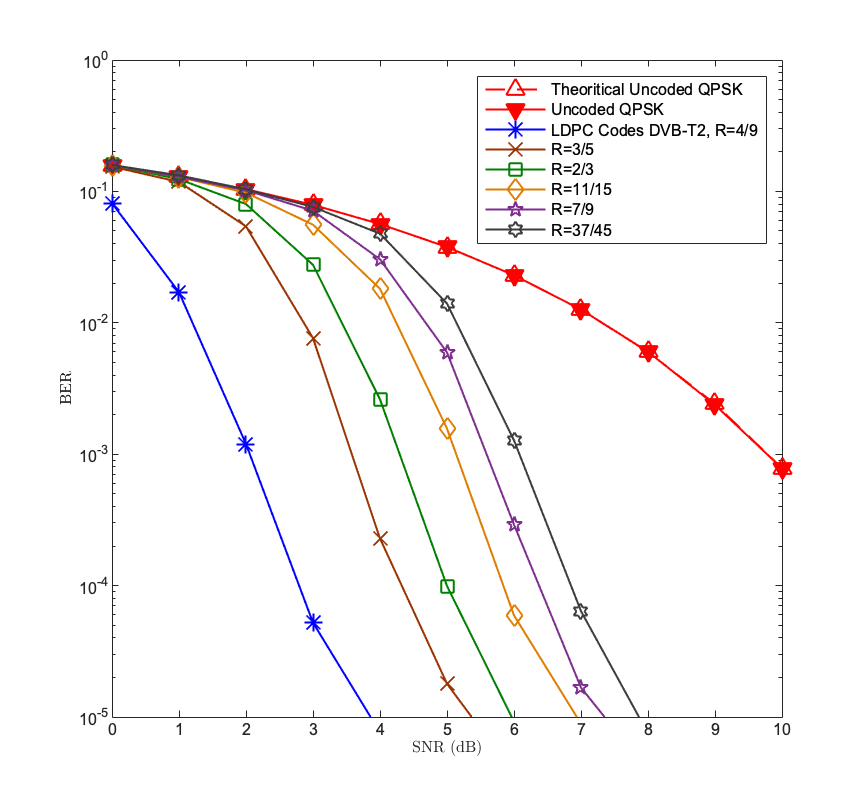 10^0
10^-1
10^-2
10^-3
10^-4
10^-5
BER
Theoritical Uncoded QPSK
Uncoded QPSK
LDPC Codes DVB-T2, R=4/9
R=3/5
R=2/3
R=11/15
R=7/9
R=37/45
0 1 2 3 4 5 6 7 8 9 10
SNR (dB)